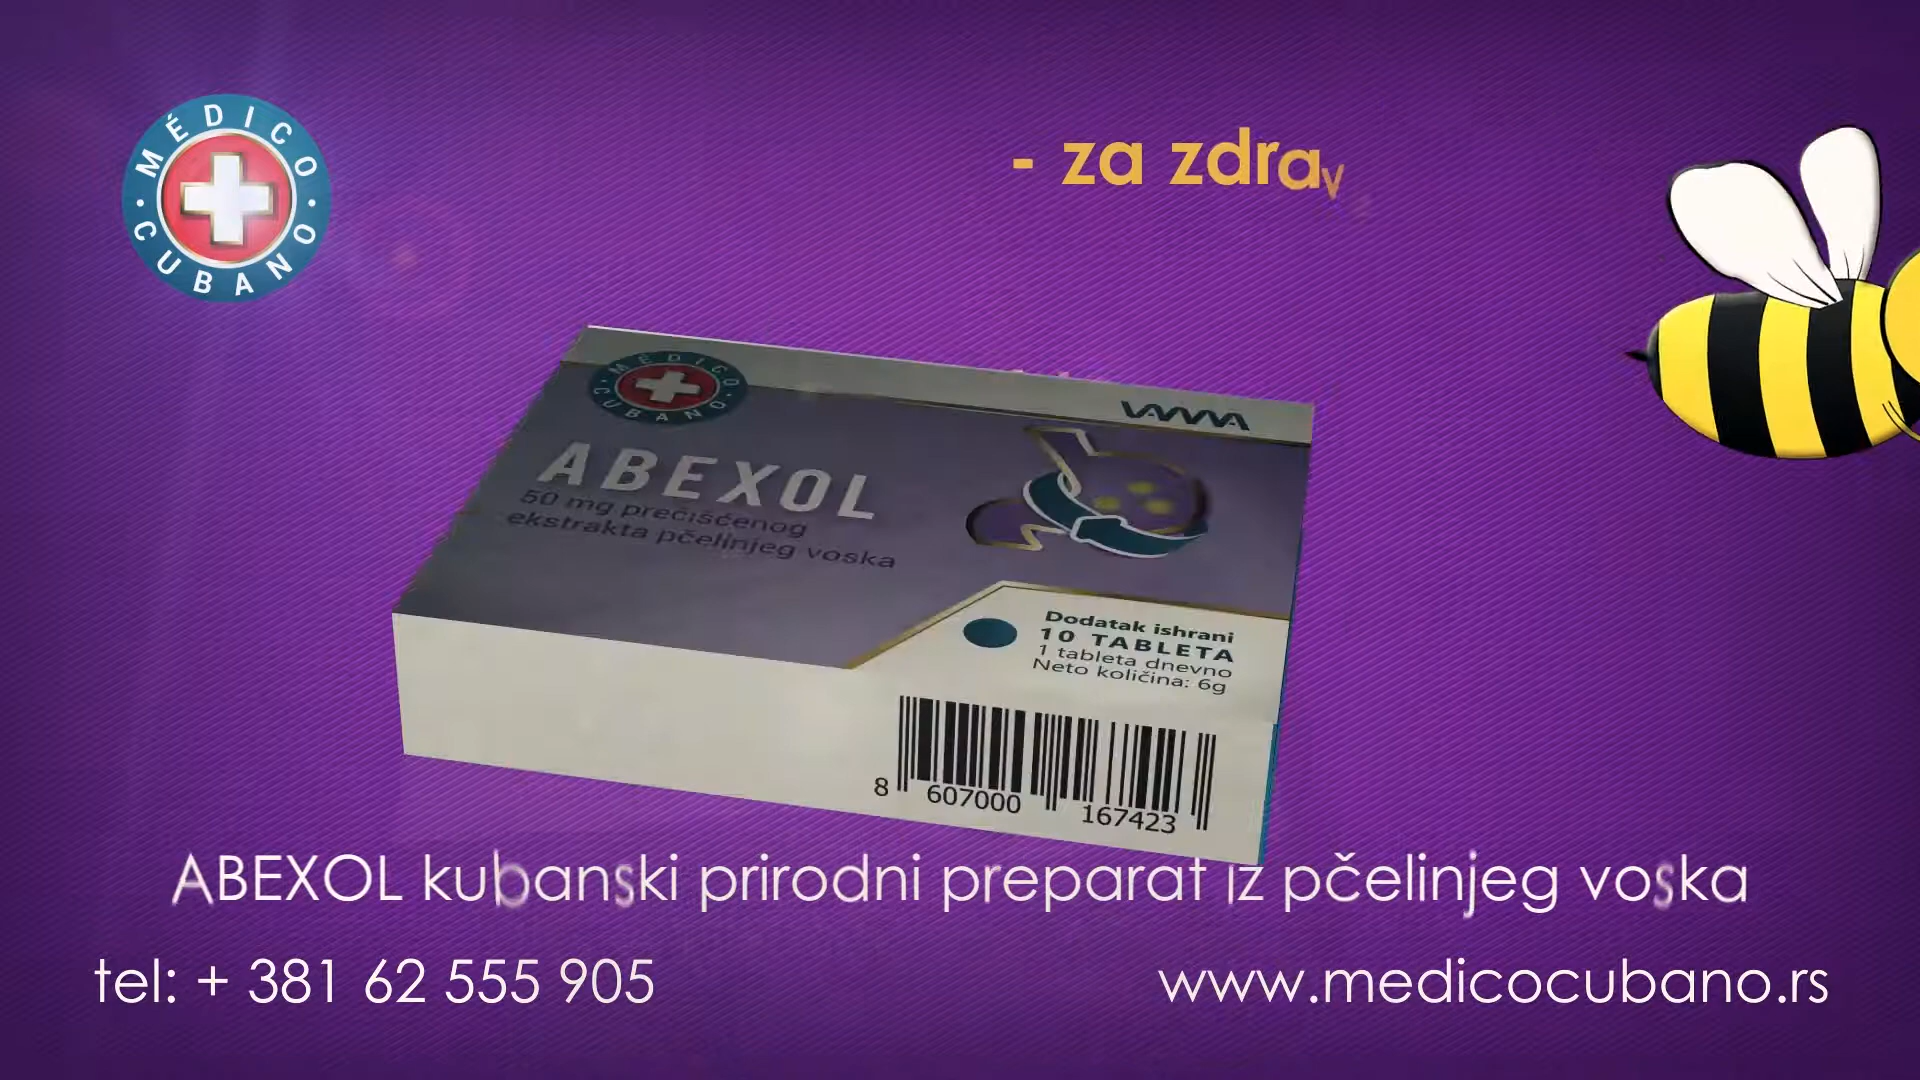 MÉDICO CUBANO
- za zdrav
MÉDICO CUBANO
ABEXOL
50 mg prečišćenog
ekstrakta pčelinjeg voska
Dodatak ishrani
10 TABLETA
1 tableta dnevno
Neto količina: 6g
8 607000 167423
ABEXOL kubanski prirodni preparat iz pčelinjeg voska
tel: + 381 62 555 905
www.medicocubano.rs